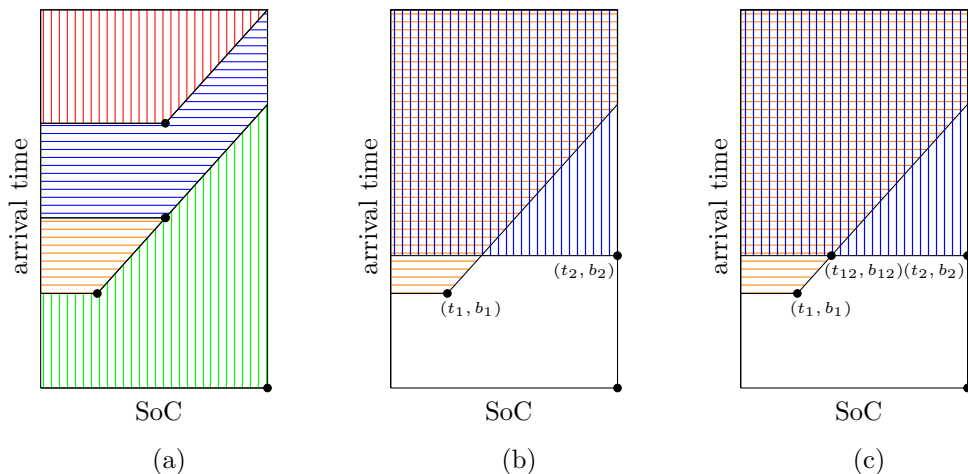 arrival time
SoC
(a)
arrival time
(t₂, b₂)
(t₁, b₁)
SoC
(b)
arrival time
(t₁₂, b₁₂)(t₂, b₂)
(t₁, b₁)
SoC
(c)